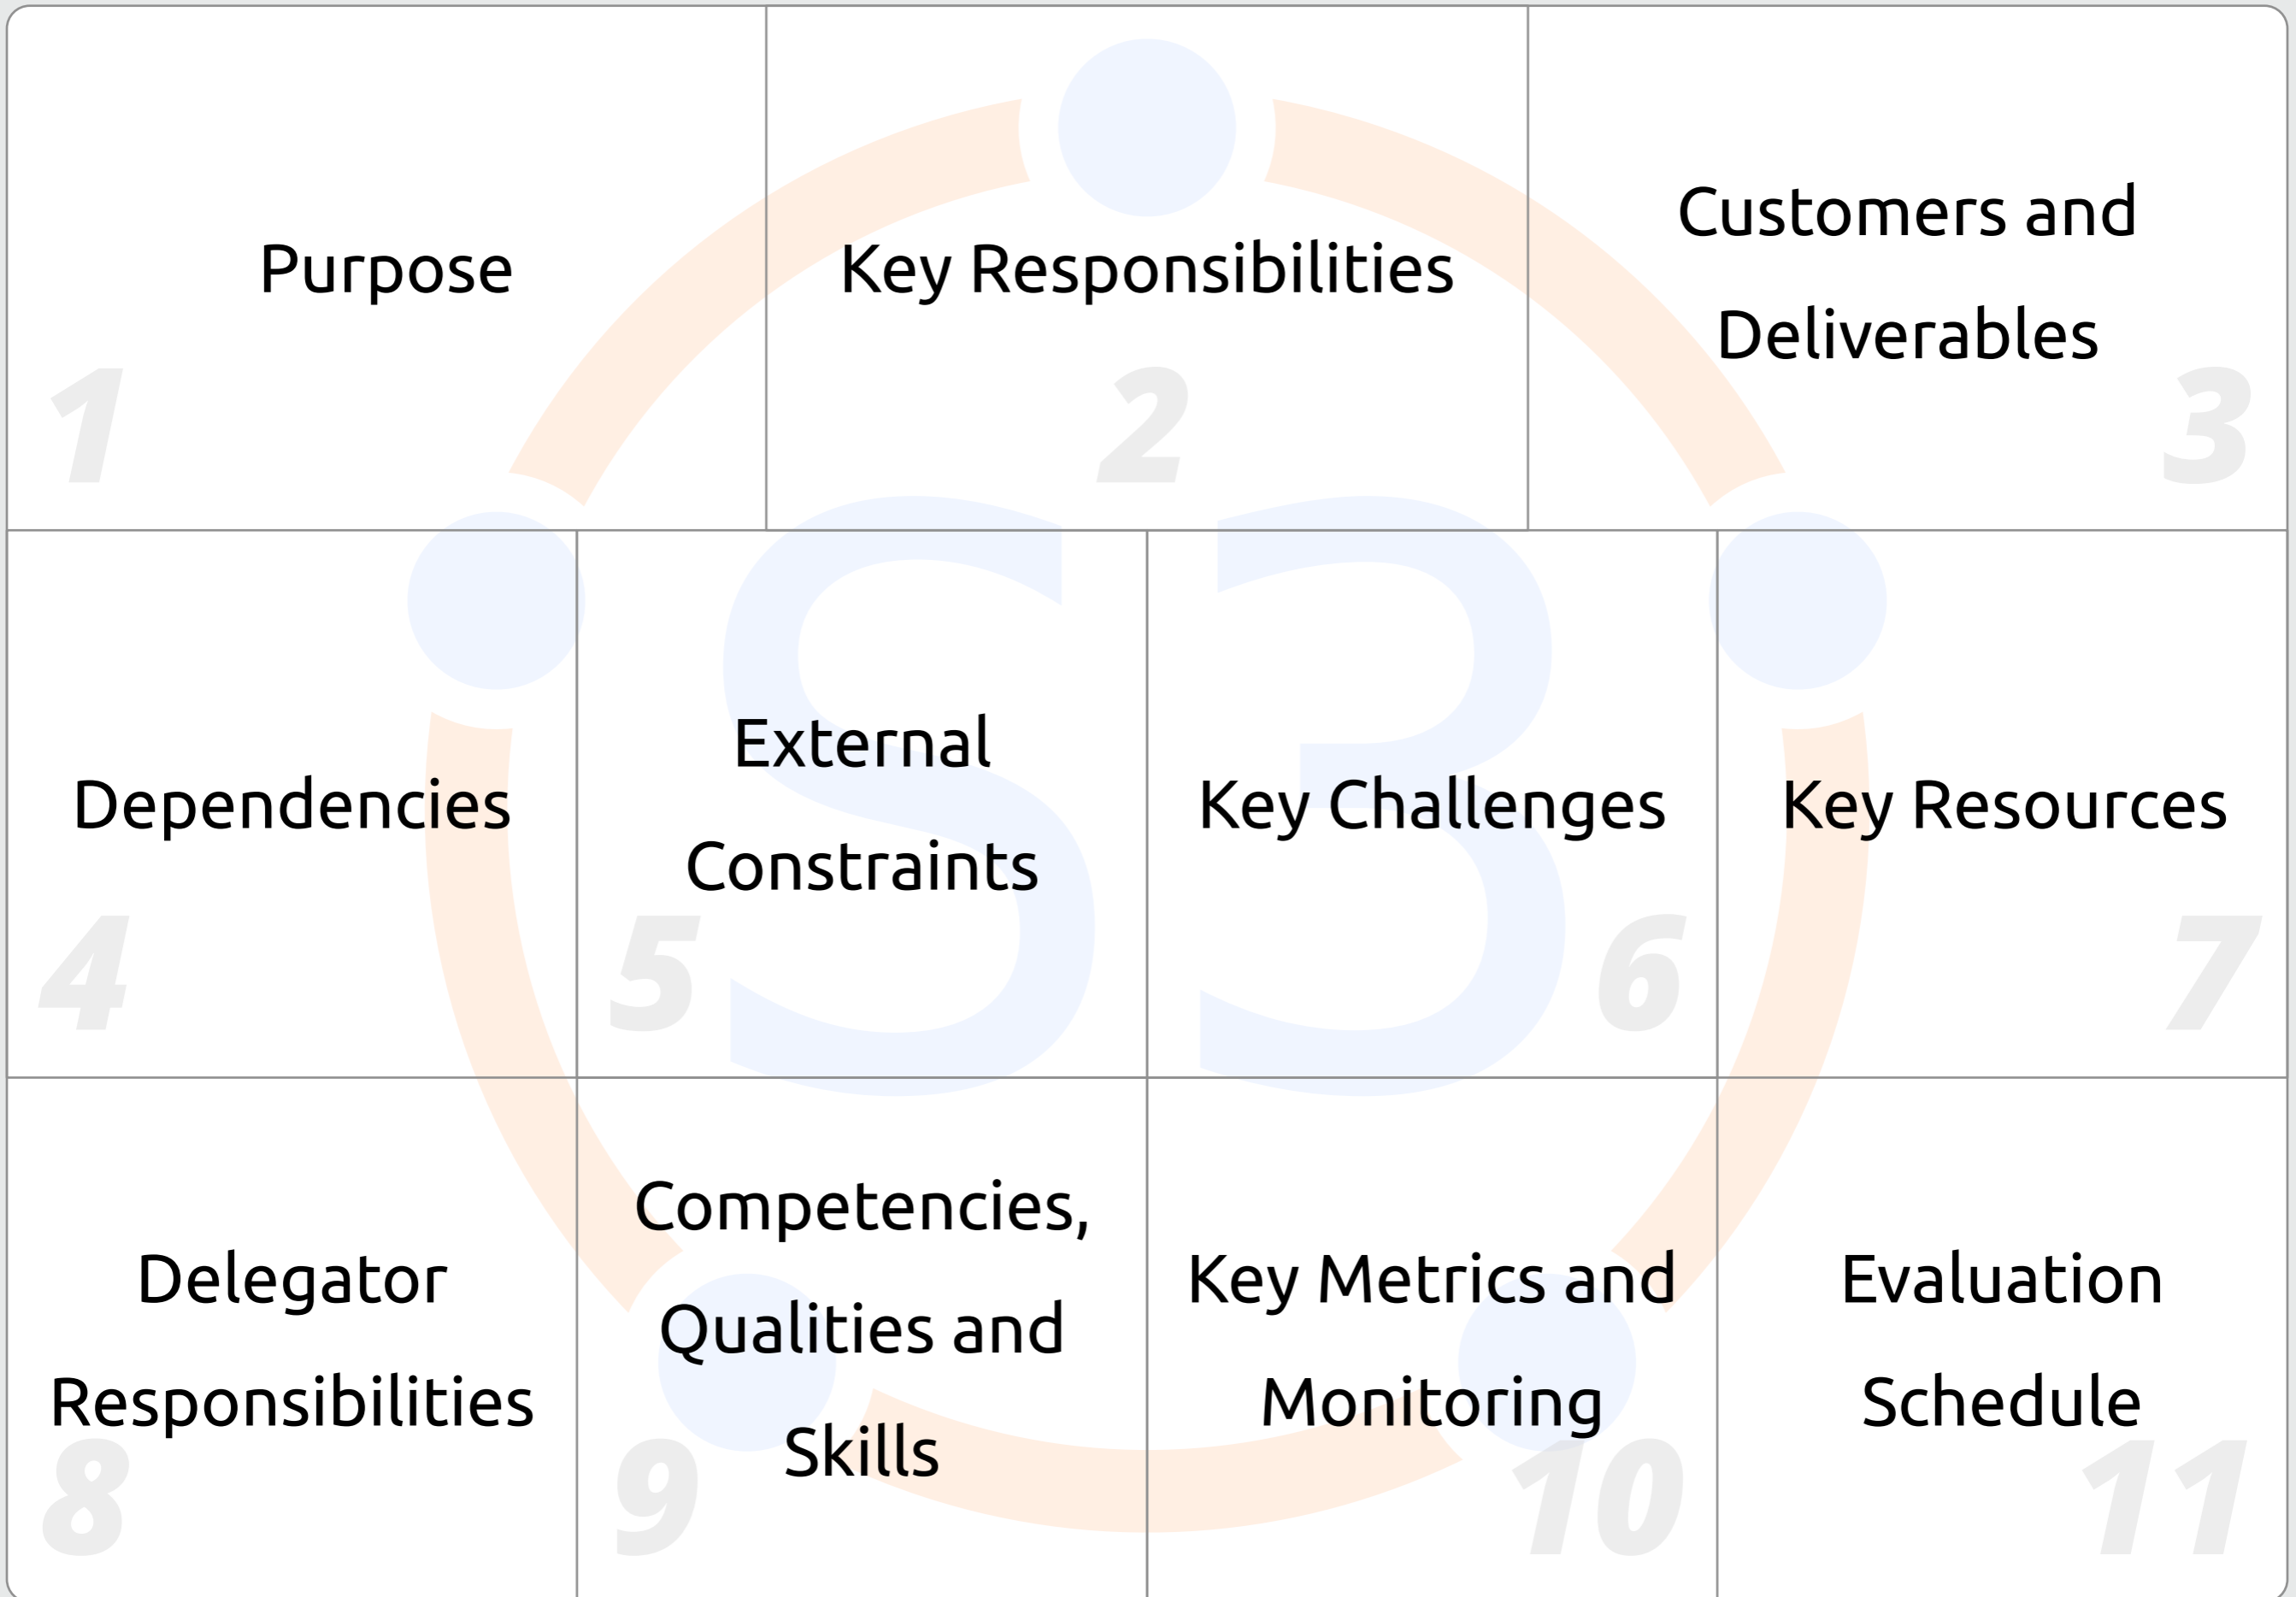 Purpose
1
Key Responsibilities
2
Customers and
Deliverables
3
Dependencies
4
External
Constraints
5
Key Challenges
6
Key Resources
7
Delegator
Responsibilities
8
Competencies,
Qualities and
Skills
9
Key Metrics and
Monitoring
10
Evaluation
Schedule
11
S3